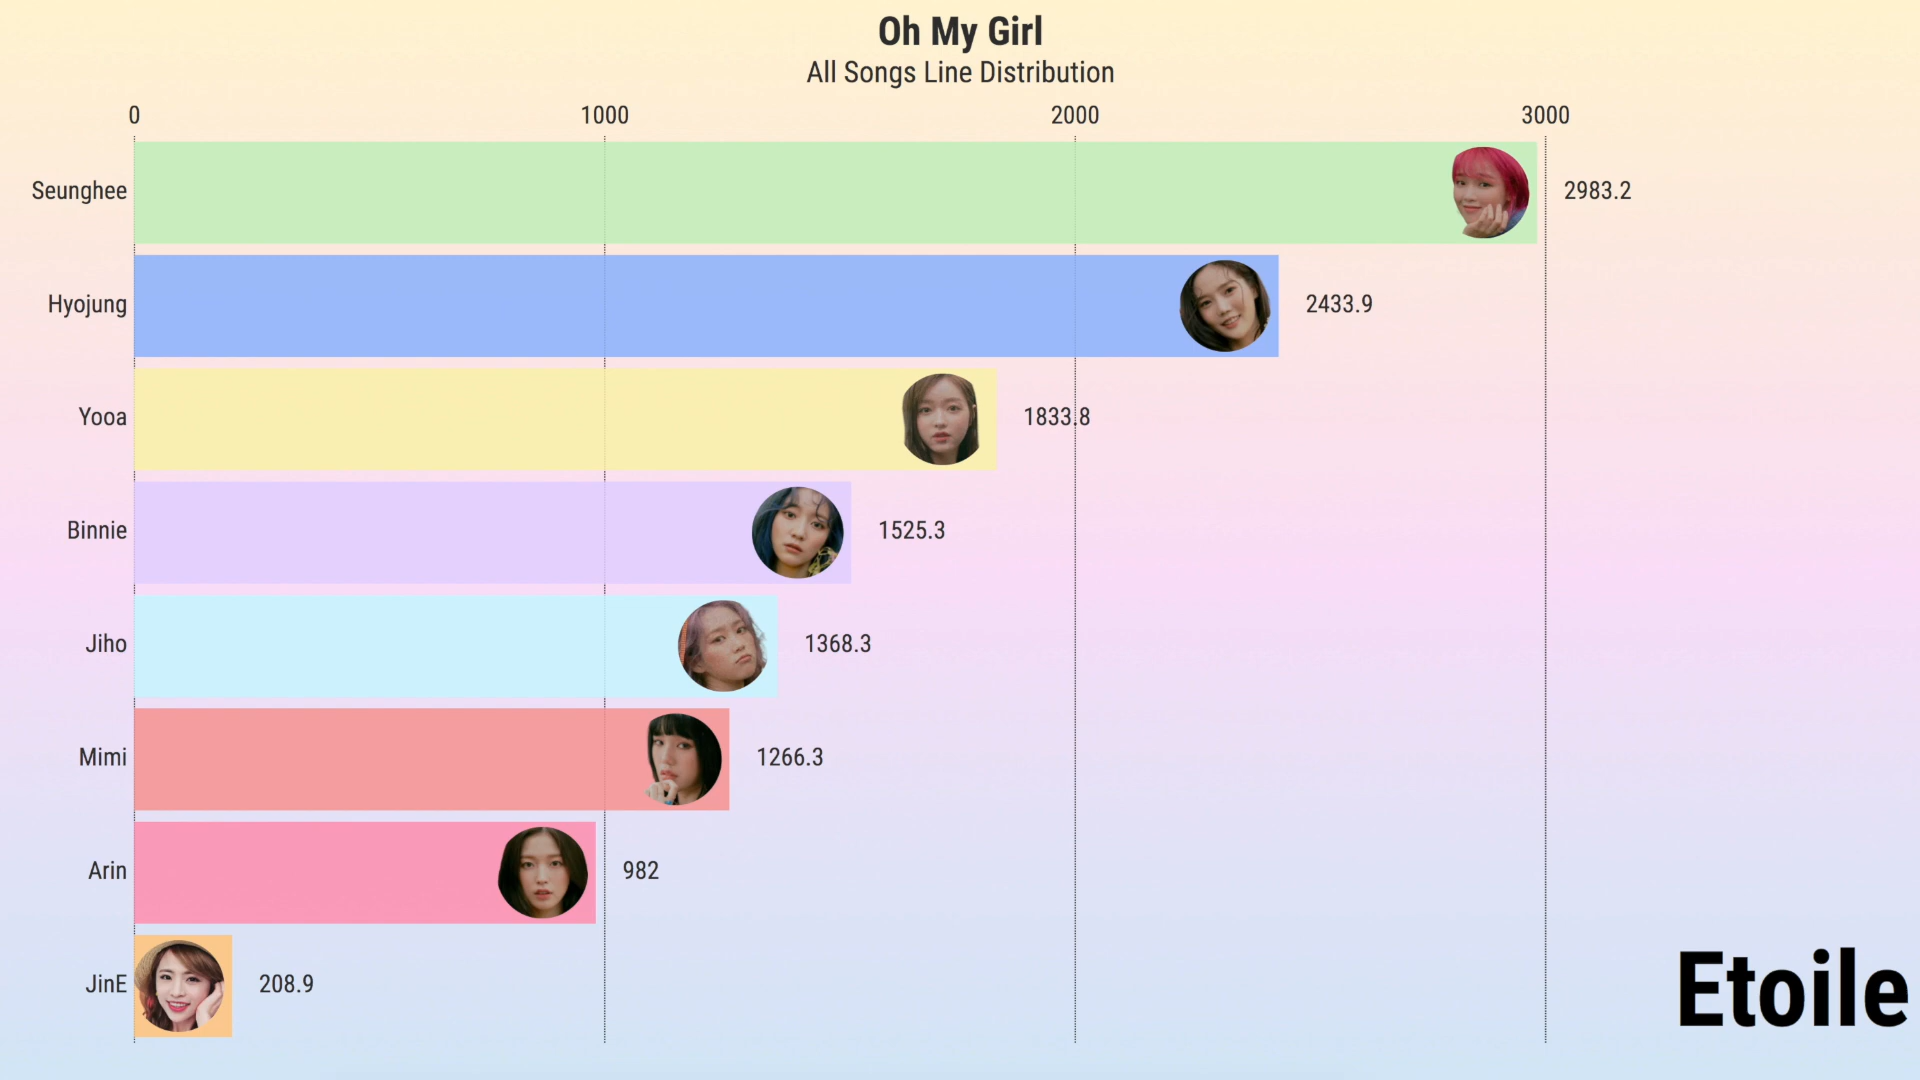 Oh My Girl
All Songs Line Distribution
0 1000 2000 3000
Seunghee 2983.2
Hyojung 2433.9
Yooa 1833.8
Binnie 1525.3
Jiho 1368.3
Mimi 1266.3
Arin 982
JinE 208.9
Etoile